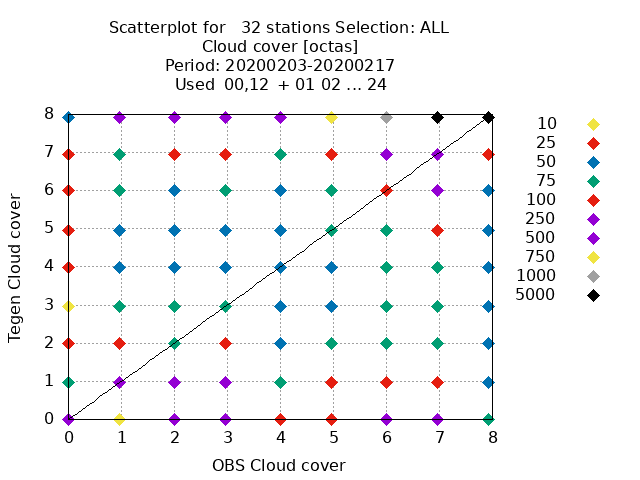 Scatterplot for   32 stations Selection: ALL
Cloud cover [octas]
Period: 20200203-20200217
Used  00,12  + 01 02 ... 24
8
7
6
5
4
3
2
1
0
Tegen Cloud cover
0 1 2 3 4 5 6 7 8
OBS Cloud cover
10
25
50
75
100
250
500
750
1000
5000